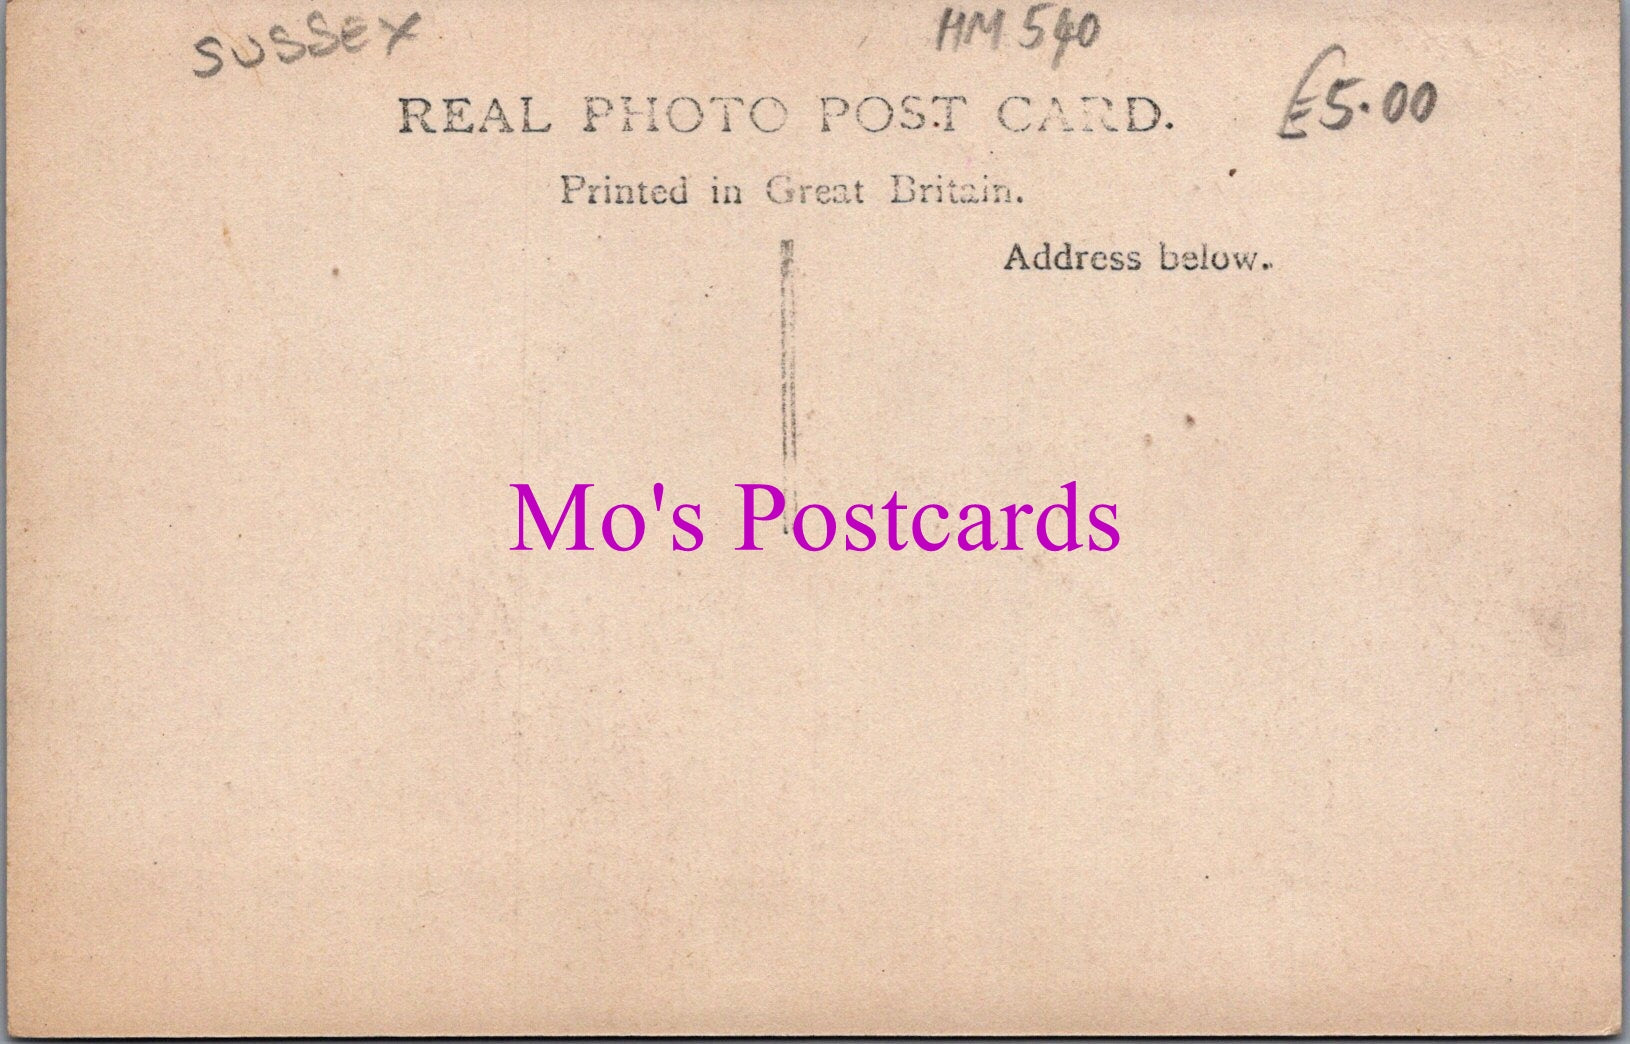 SUSSEX
HM 540
£5.00
REAL PHOTO POST CARD.
Printed in Great Britain.
Address below.
Mo's Postcards